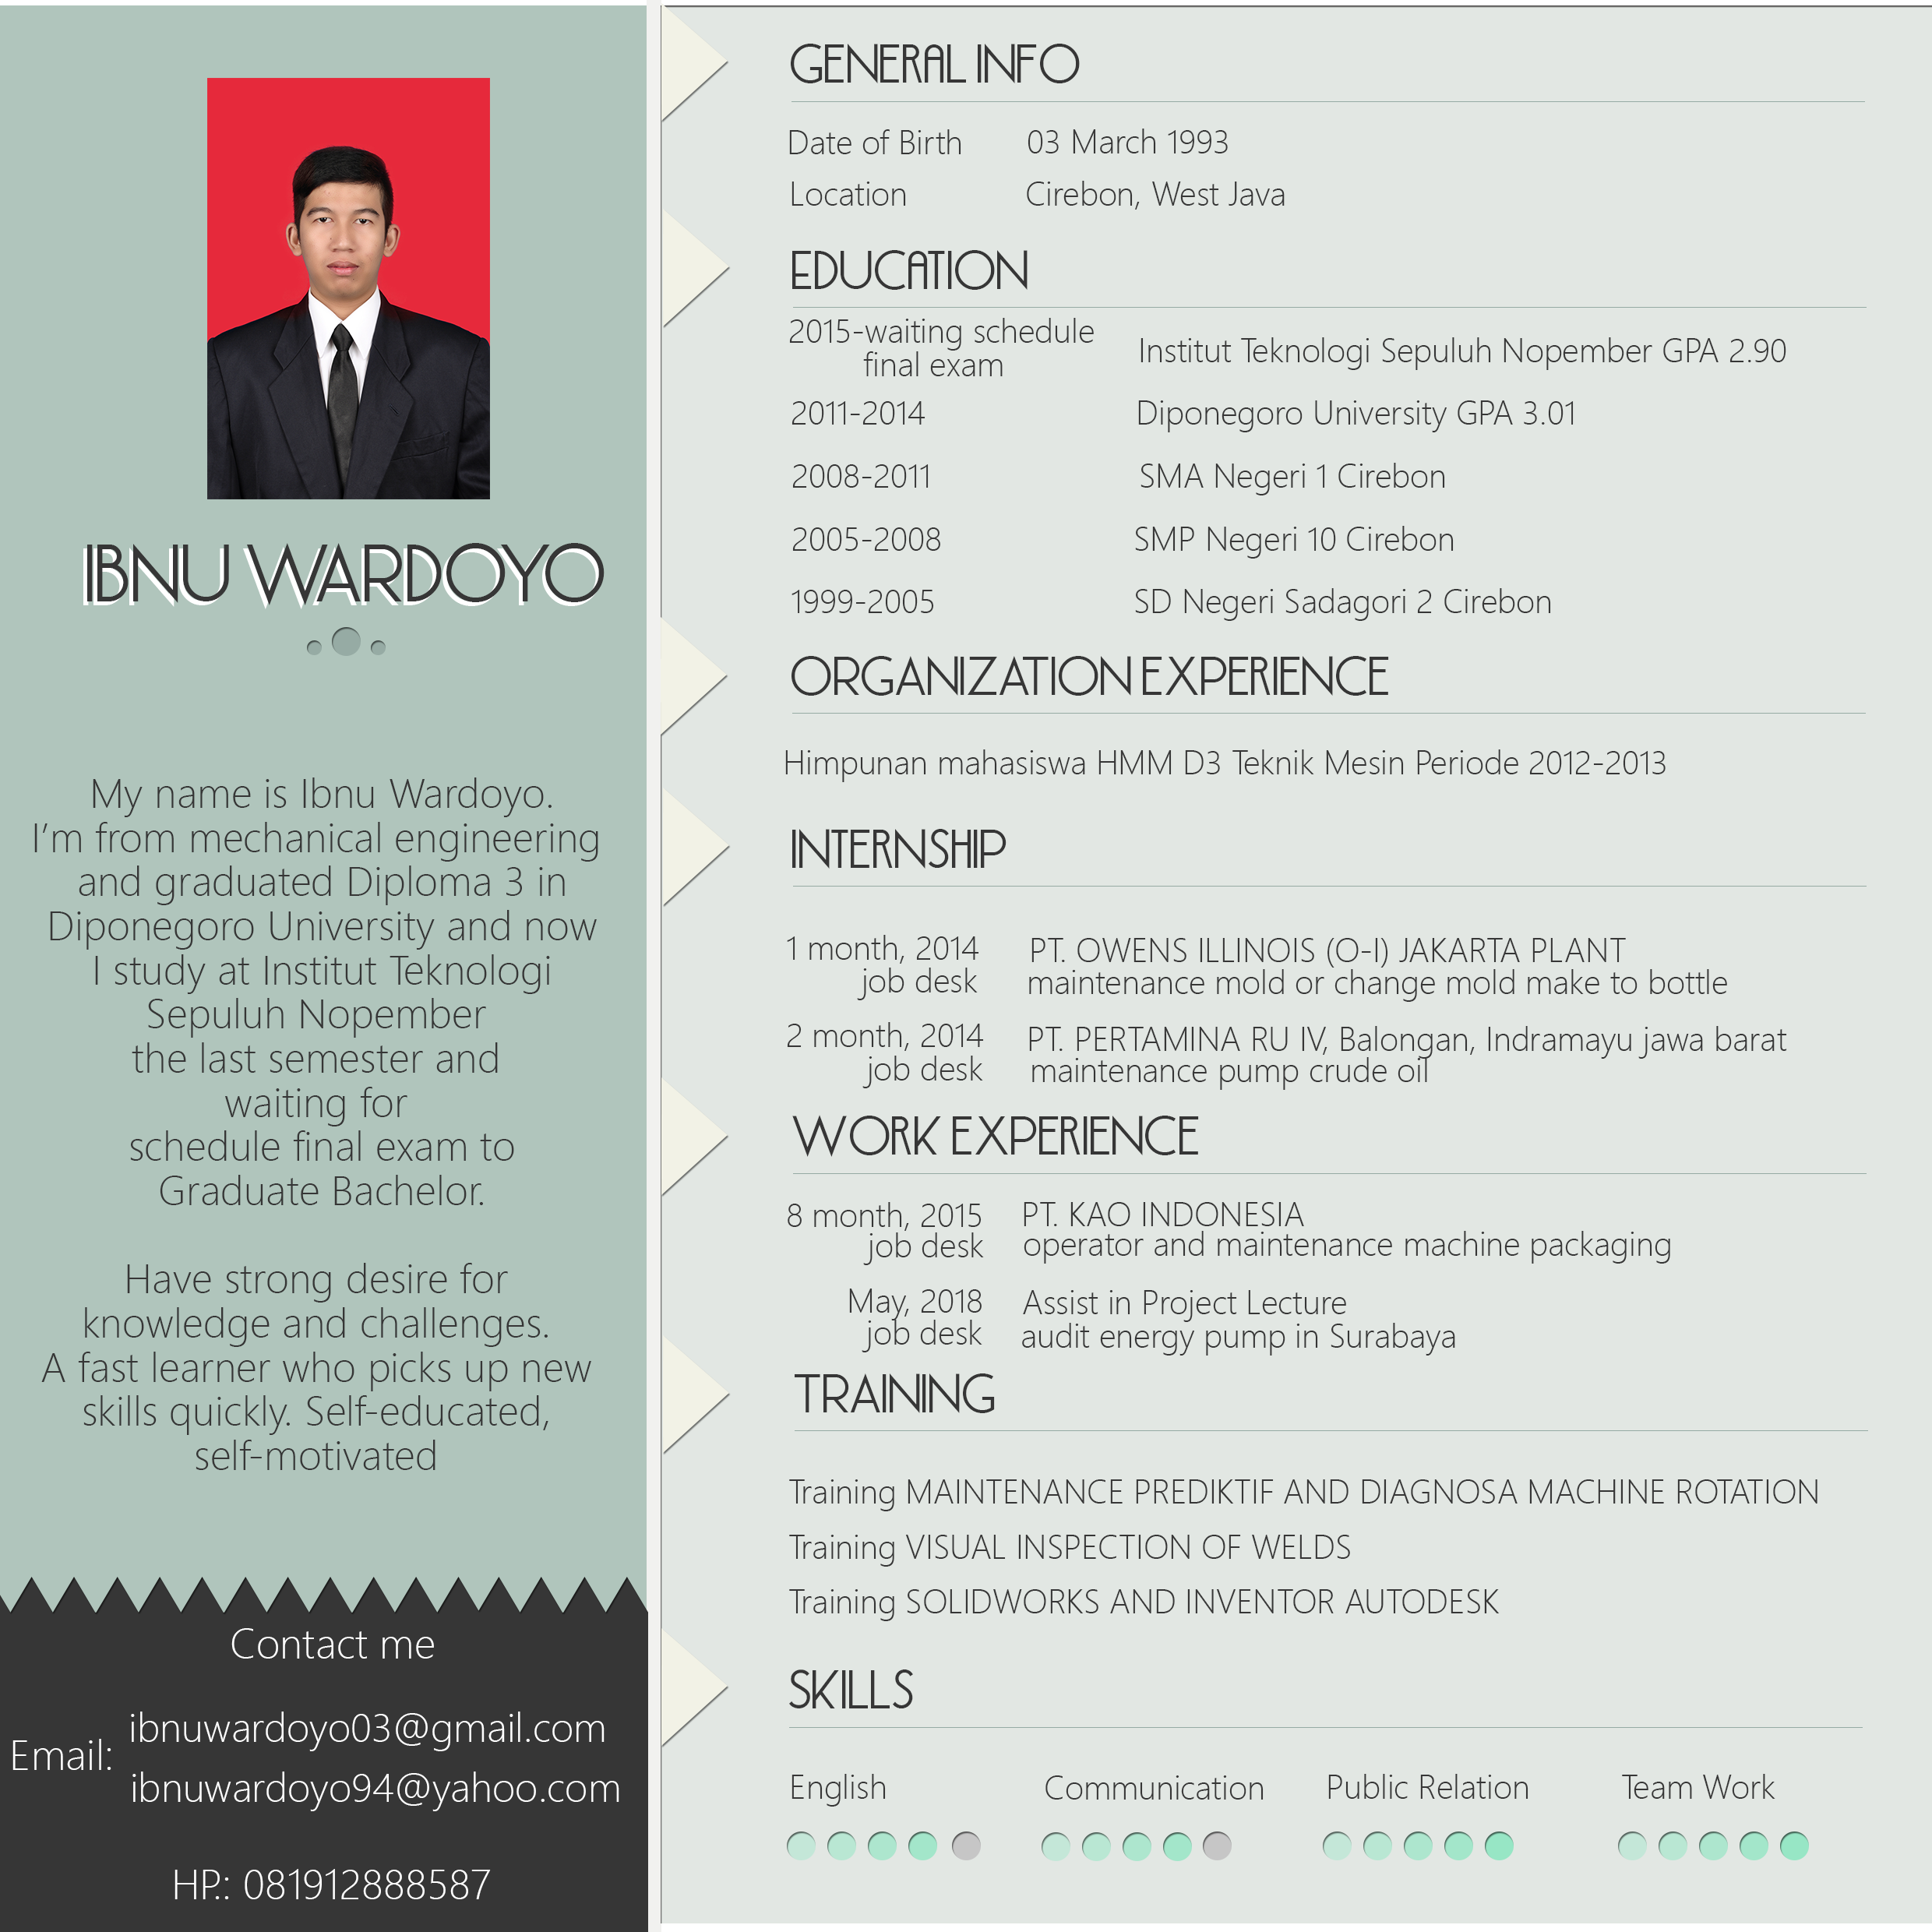 IBNU WARDOYO
My name is Ibnu Wardoyo.
I'm from mechanical engineering
and graduated Diploma 3 in
Diponegoro University and now
I study at Institut Teknologi
Sepuluh Nopember
the last semester and
waiting for
schedule final exam to
Graduate Bachelor.
Have strong desire for
knowledge and challenges.
A fast learner who picks up new
skills quickly. Self-educated,
self-motivated
Contact me
Email:
ibnuwardoyo03@gmail.com
ibnuwardoyo94@yahoo.com
HP.: 081912888587
GENERAL INFO
Date of Birth 03 March 1993
Location Cirebon, West Java
EDUCATION
2015-waiting schedule
final exam
Institut Teknologi Sepuluh Nopember GPA 2.90
2011-2014 Diponegoro University GPA 3.01
2008-2011 SMA Negeri 1 Cirebon
2005-2008 SMP Negeri 10 Cirebon
1999-2005 SD Negeri Sadagori 2 Cirebon
ORGANIZATION EXPERIENCE
Himpunan mahasiswa HMM D3 Teknik Mesin Periode 2012-2013
INTERNSHIP
1 month, 2014 PT. OWENS ILLINOIS (O-I) JAKARTA PLANT
job desk maintenance mold or change mold make to bottle
2 month, 2014 PT. PERTAMINA RU IV, Balongan, Indramayu jawa barat
job desk maintenance pump crude oil
WORK EXPERIENCE
8 month, 2015 PT. KAO INDONESIA
job desk operator and maintenance machine packaging
May, 2018 Assist in Project Lecture
job desk audit energy pump in Surabaya
TRAINING
Training MAINTENANCE PREDIKTIF AND DIAGNOSA MACHINE ROTATION
Training VISUAL INSPECTION OF WELDS
Training SOLIDWORKS AND INVENTOR AUTODESK
SKILLS
English Communication Public Relation Team Work